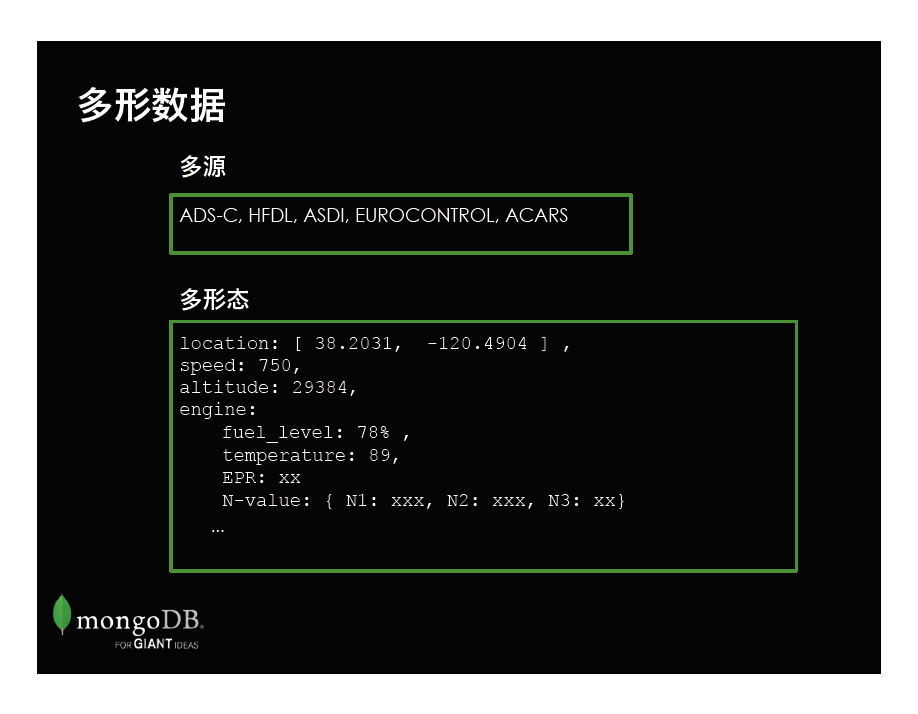 多形数据
多源
ADS-C, HFDL, ASDI, EUROCONTROL, ACARS
多形态
location: [ 38.2031,  -120.4904 ] ,
speed: 750,
altitude: 29384,
engine:
fuel_level: 78% ,
temperature: 89,
EPR: xx
N-value: { N1: xxx, N2: xxx, N3: xx}
…
mongoDB.
FOR GIANT IDEAS